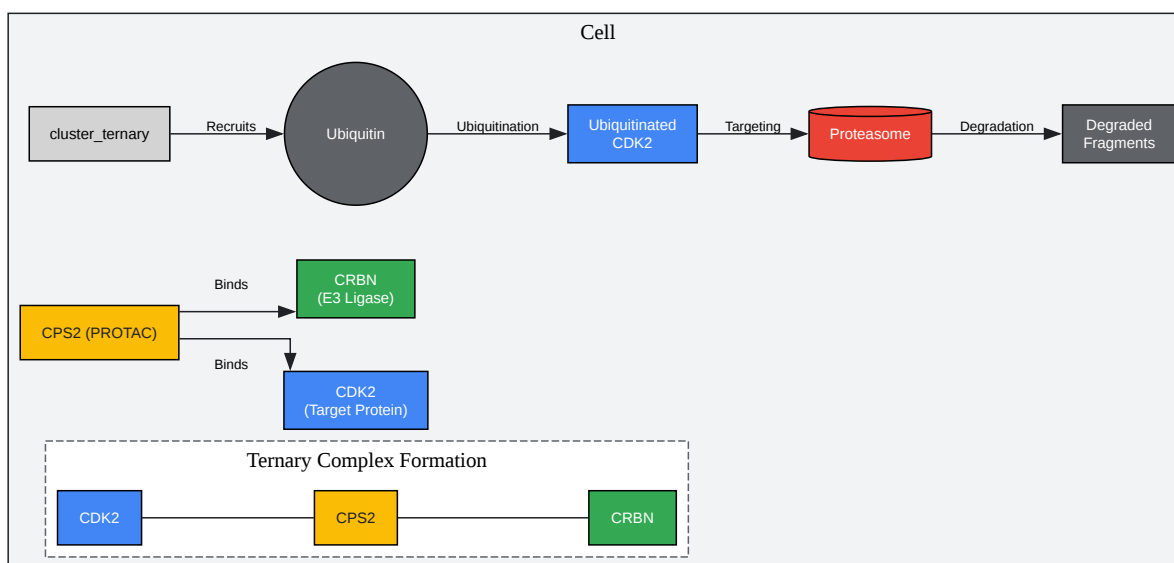 Cell
cluster_ternary
Recruits
Ubiquitin
Ubiquitination
Ubiquitinated
CDK2
Targeting
Proteasome
Degradation
Degraded
Fragments
CPS2 (PROTAC)
Binds
CRBN
(E3 Ligase)
Binds
CDK2
(Target Protein)
Ternary Complex Formation
CDK2
CPS2
CRBN